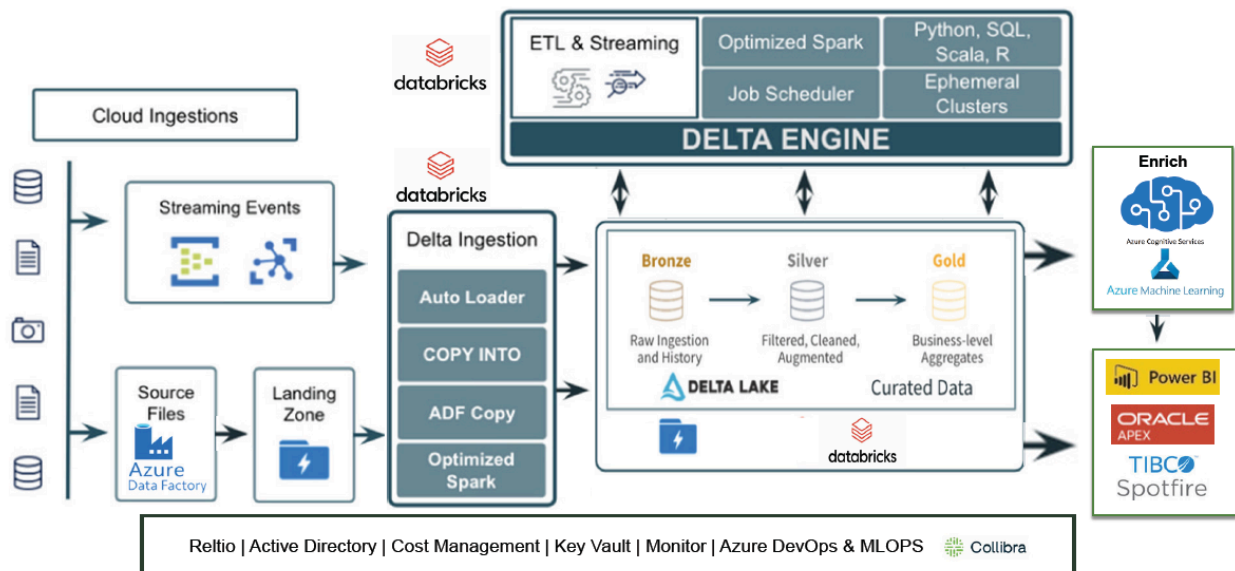 databricks
ETL & Streaming
Optimized Spark
Python, SQL,
Scala, R
Job Scheduler
Ephemeral
Clusters
DELTA ENGINE
Cloud Ingestions
Streaming Events
Source
Files
Azure
Data Factory
Landing
Zone
databricks
Delta Ingestion
Auto Loader
COPY INTO
ADF Copy
Optimized
Spark
Bronze
Silver
Gold
Raw Ingestion
and History
Filtered, Cleaned,
Augmented
Business-level
Aggregates
DELTA LAKE
Curated Data
databricks
Enrich
Azure Cognitive Services
Azure Machine Learning
Power BI
ORACLE
APEX
TIBCO
Spotfire
Reltio | Active Directory | Cost Management | Key Vault | Monitor | Azure DevOps & MLOPS Collibra